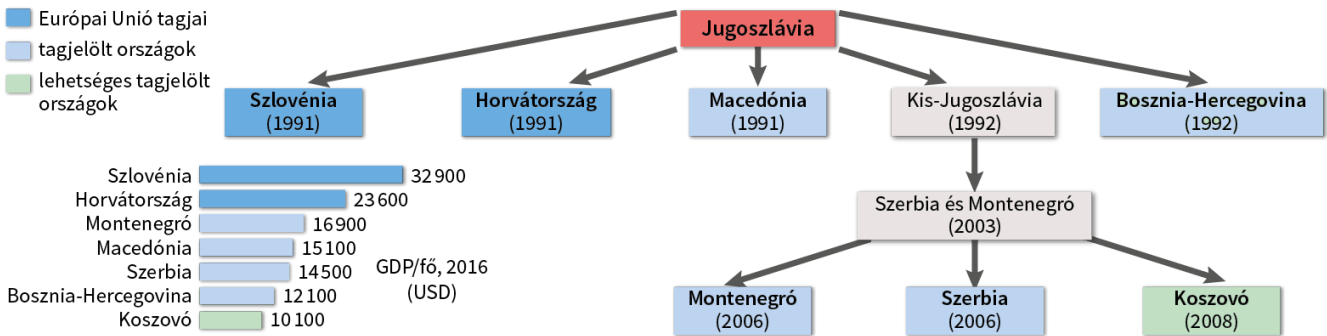 Európai Unió tagjai
tagjelölt országok
lehetséges tagjelölt
országok
Jugoszlávia
Szlovénia
(1991)
Horvátország
(1991)
Macedónia
(1991)
Kis-Jugoszlávia
(1992)
Bosznia-Hercegovina
(1992)
Szerbia és Montenegró
(2003)
Montenegró
(2006)
Szerbia
(2006)
Koszovó
(2008)
Szlovénia 32 900
Horvátország 23 600
Montenegró 16 900
Macedónia 15 100
Szerbia 14 500
Bosznia-Hercegovina 12 100
Koszovó 10 100
GDP/fő, 2016
(USD)